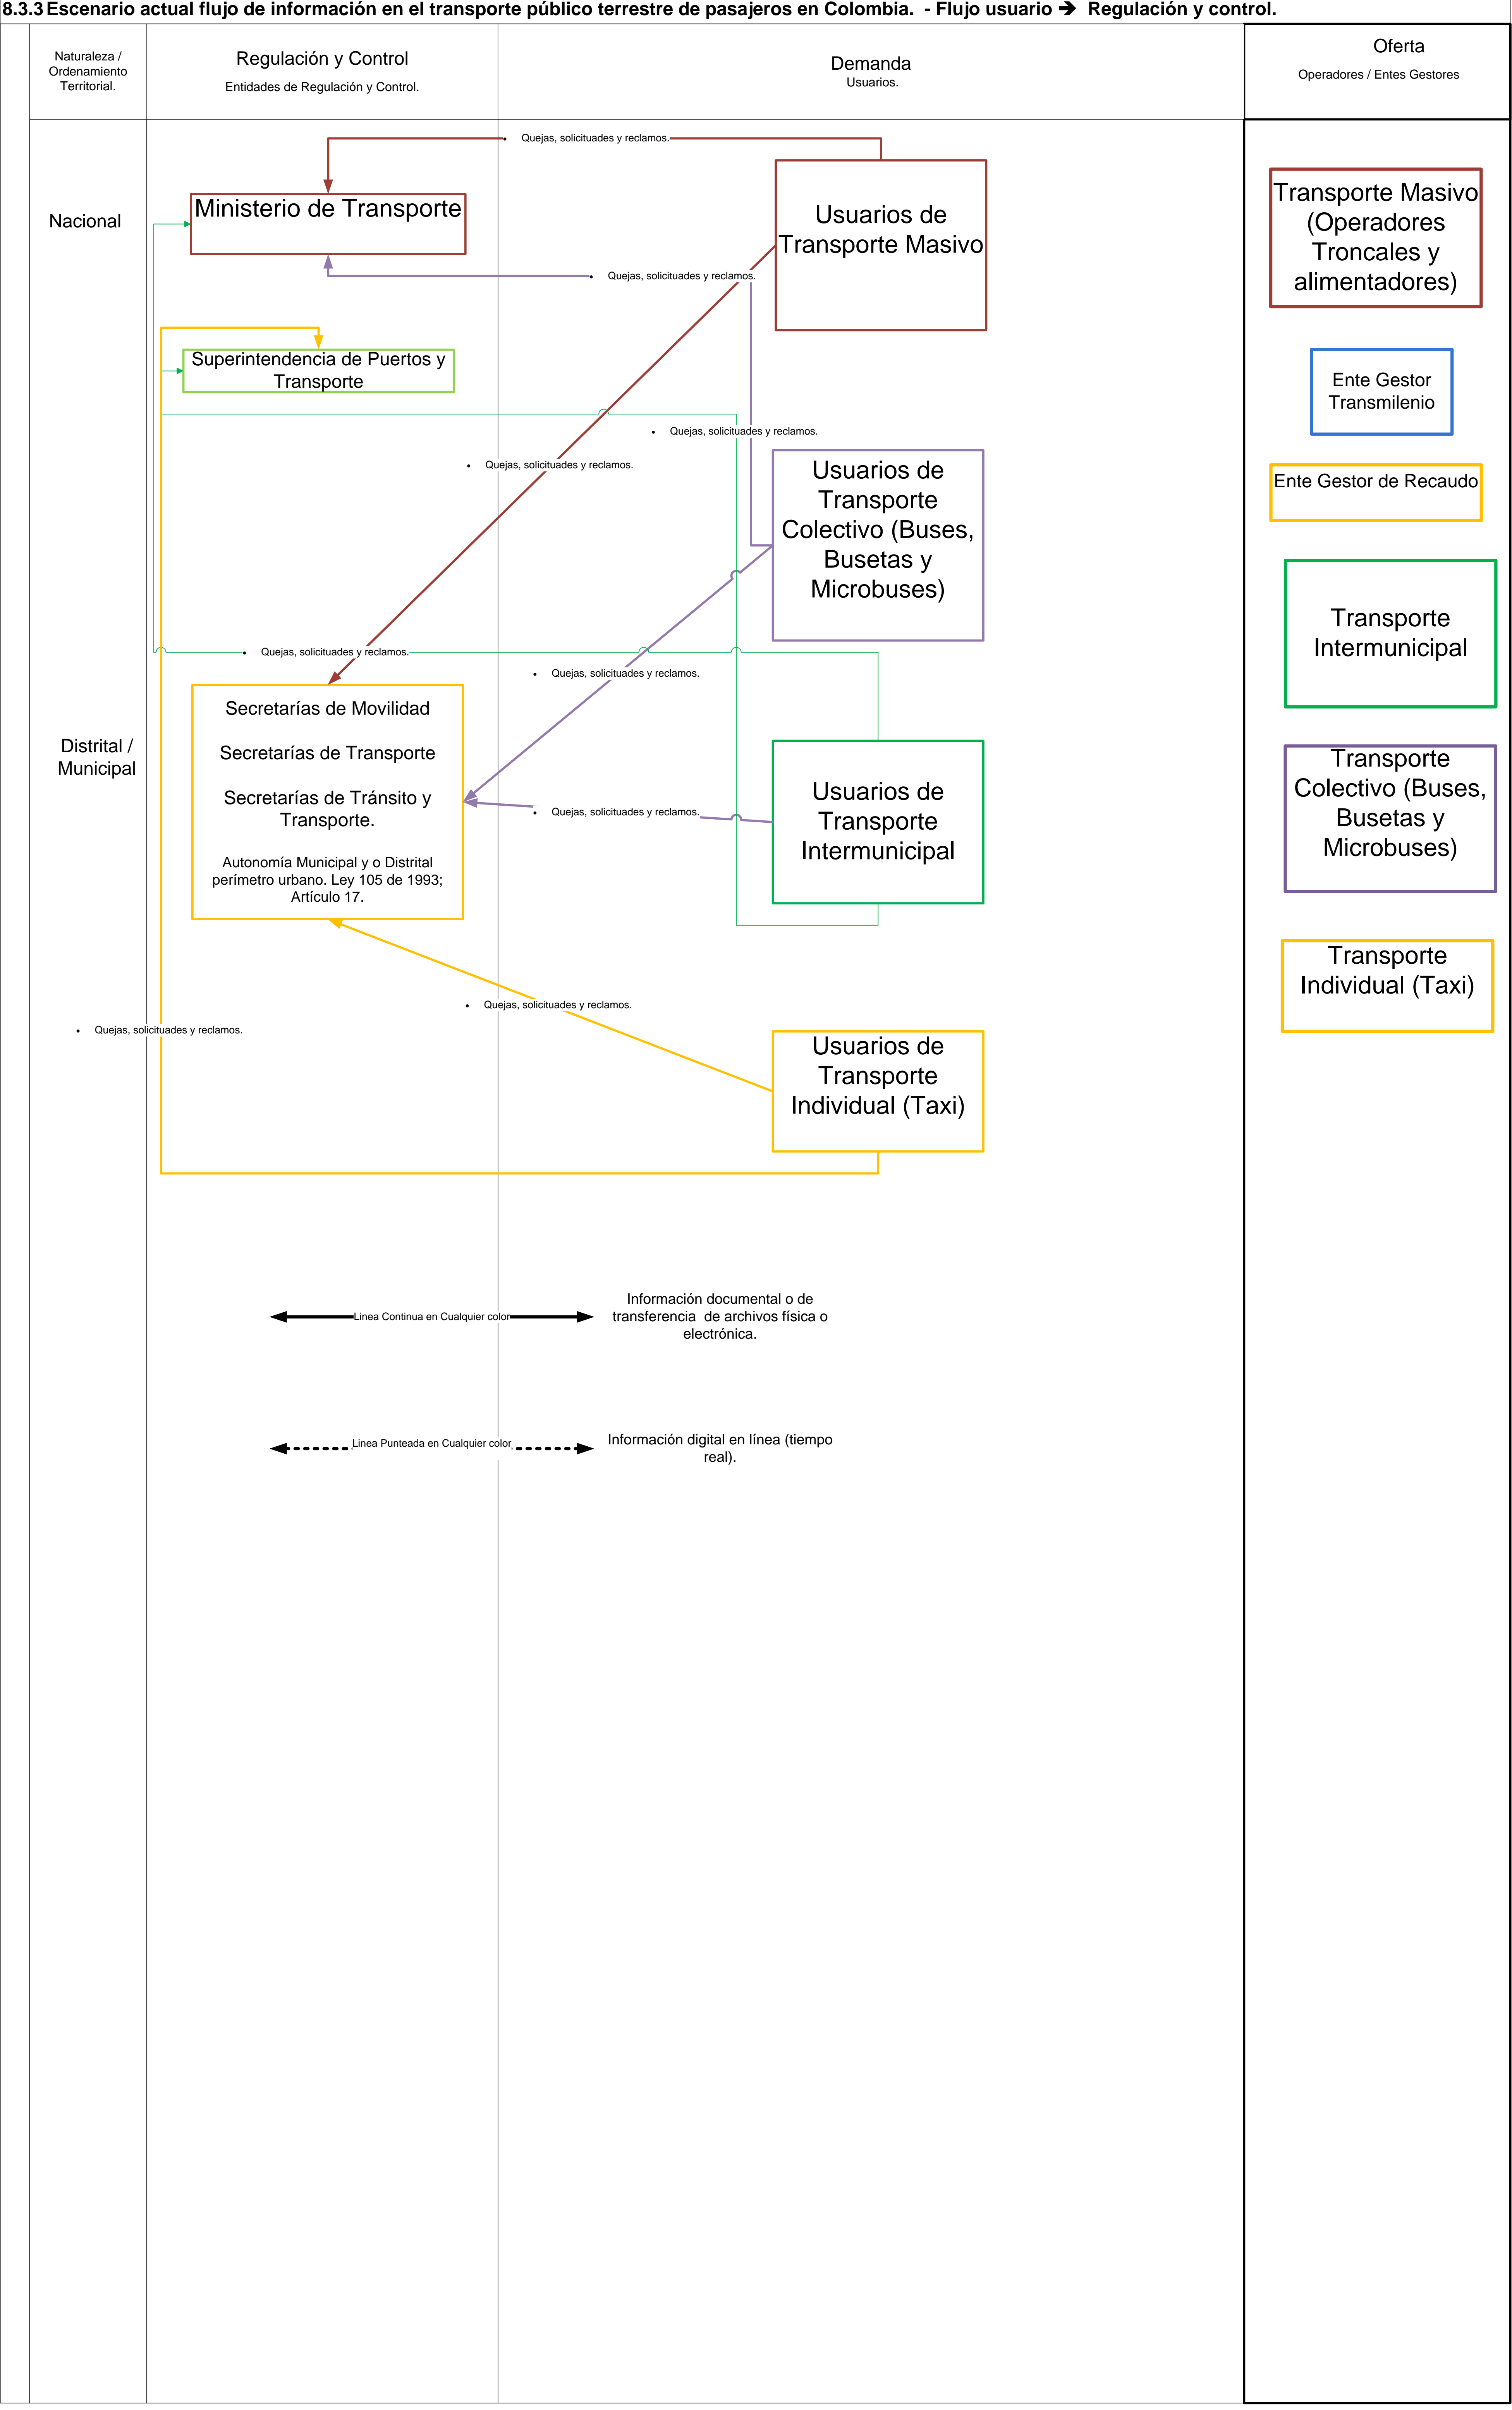 8.3.3 Escenario actual flujo de información en el transporte público terrestre de pasajeros en Colombia. - Flujo usuario ➔ Regulación y control.
Naturaleza /
Ordenamiento
Territorial.
Regulación y Control
Entidades de Regulación y Control.
Demanda
Usuarios.
Oferta
Operadores / Entes Gestores
• Quejas, solicituades y reclamos.
Nacional
Ministerio de Transporte
Usuarios de
Transporte Masivo
Transporte Masivo
(Operadores
Troncales y
alimentadores)
• Quejas, solicituades y reclamos.
Superintendencia de Puertos y
Transporte
Ente Gestor
Transmilenio
• Quejas, solicituades y reclamos.
• Quejas, solicituades y reclamos.
Usuarios de
Transporte
Colectivo (Buses,
Busetas y
Microbuses)
Ente Gestor de Recaudo
Transporte
Intermunicipal
• Quejas, solicituades y reclamos.
• Quejas, solicituades y reclamos.
Distrital /
Municipal
Secretarías de Movilidad
Secretarías de Transporte
Secretarías de Tránsito y
Transporte.
Autonomía Municipal y o Distrital
perímetro urbano. Ley 105 de 1993;
Artículo 17.
• Quejas, solicituades y reclamos.
Usuarios de
Transporte
Intermunicipal
Transporte
Colectivo (Buses,
Busetas y
Microbuses)
Transporte
Individual (Taxi)
• Quejas, solicituades y reclamos.
• Quejas, solicituades y reclamos.
Usuarios de
Transporte
Individual (Taxi)
Linea Continua en Cualquier color
Información documental o de
transferencia de archivos física o
electrónica.
Linea Punteada en Cualquier color
Información digital en línea (tiempo
real).